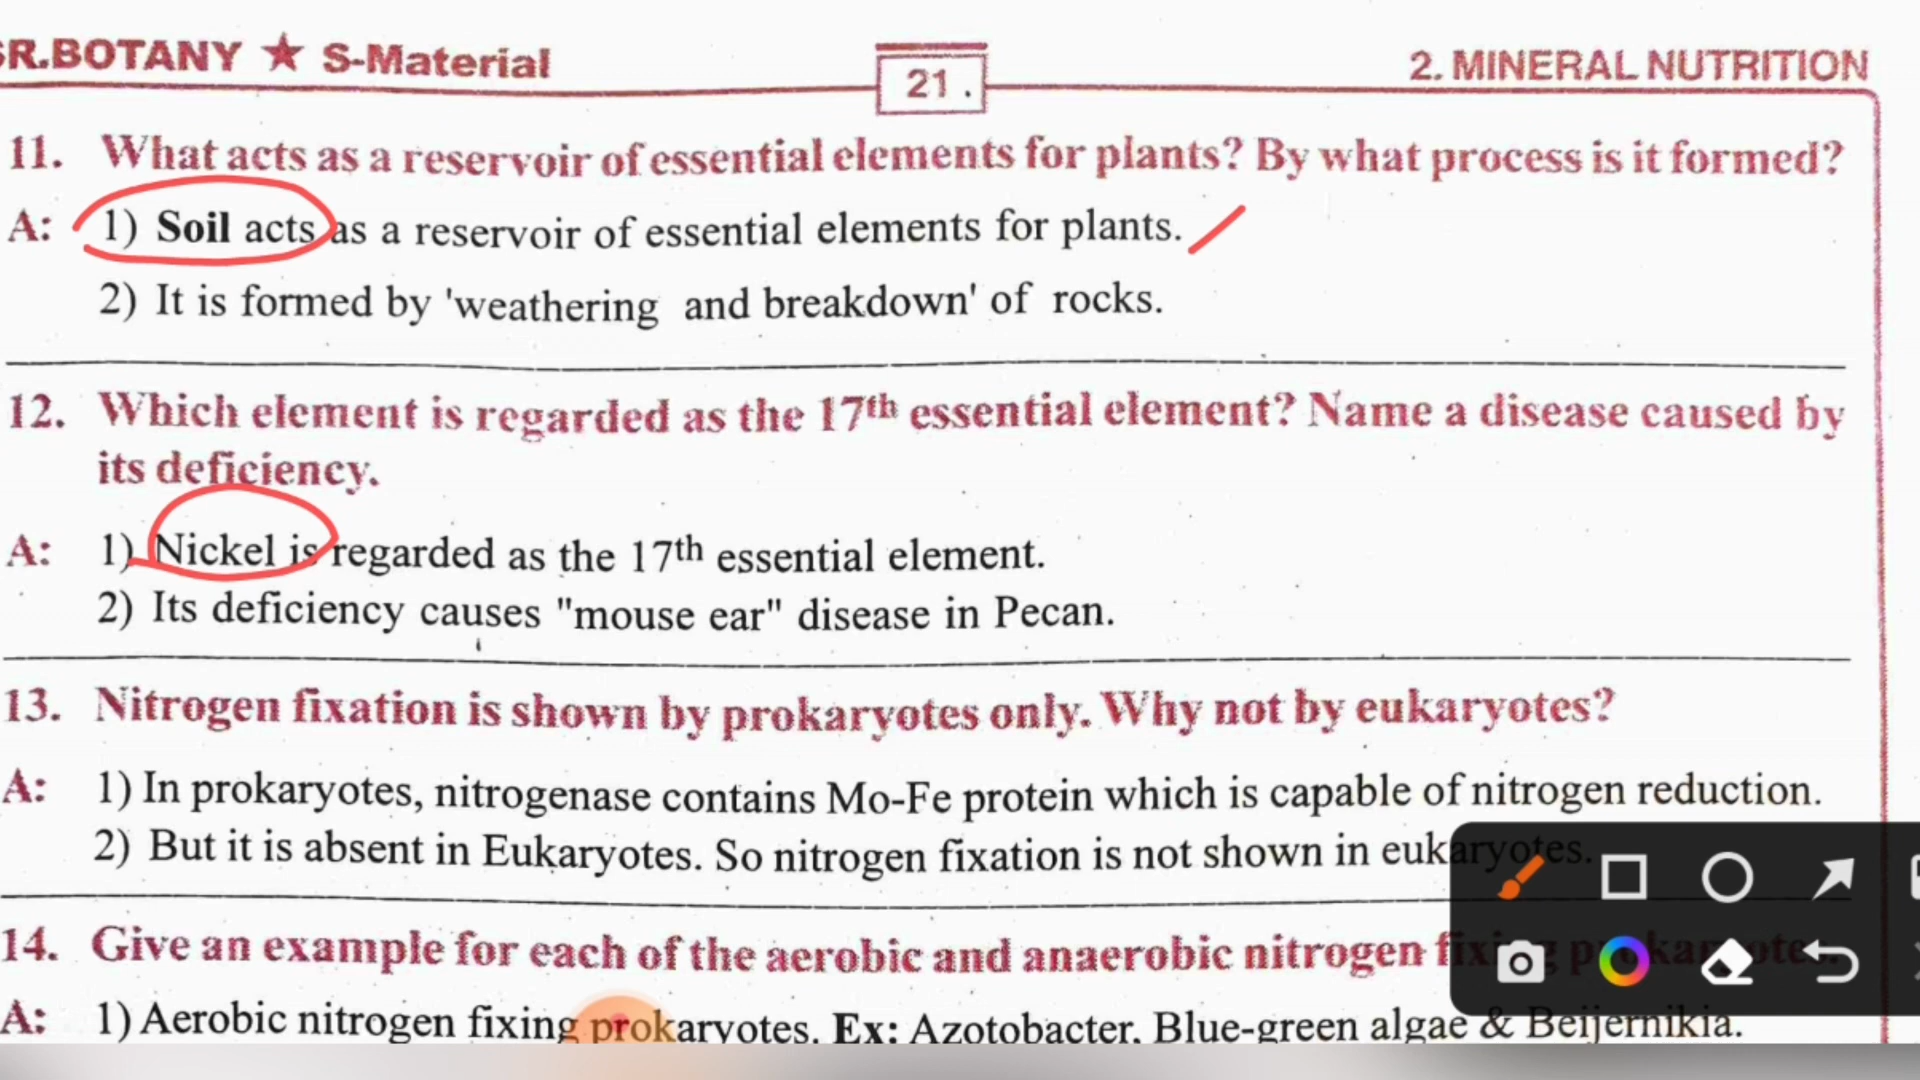 SR.BOTANY ★ S-Material 21. 2. MINERAL NUTRITION
11. What acts as a reservoir of essential elements for plants? By what process is it formed?
A: 1) Soil acts as a reservoir of essential elements for plants.
2) It is formed by 'weathering and breakdown' of rocks.
12. Which element is regarded as the 17th essential element? Name a disease caused by
its deficiency.
A: 1) Nickel is regarded as the 17th essential element.
2) Its deficiency causes "mouse ear" disease in Pecan.
13. Nitrogen fixation is shown by prokaryotes only. Why not by eukaryotes?
A: 1) In prokaryotes, nitrogenase contains Mo-Fe protein which is capable of nitrogen reduction.
2) But it is absent in Eukaryotes. So nitrogen fixation is not shown in eukaryotes.
14. Give an example for each of the aerobic and anaerobic nitrogen fixing prokaryotes.
A: 1) Aerobic nitrogen fixing prokaryotes. Ex: Azotobacter, Blue-green algae & Beijernikia.